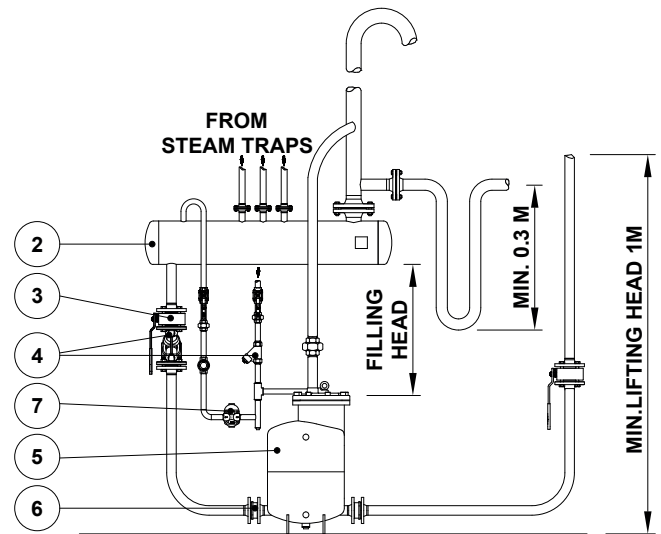 FROM
STEAM TRAPS
2
3
4
7
5
6
FILLING
HEAD
MIN. 0.3 M
MIN.LIFTING HEAD 1M